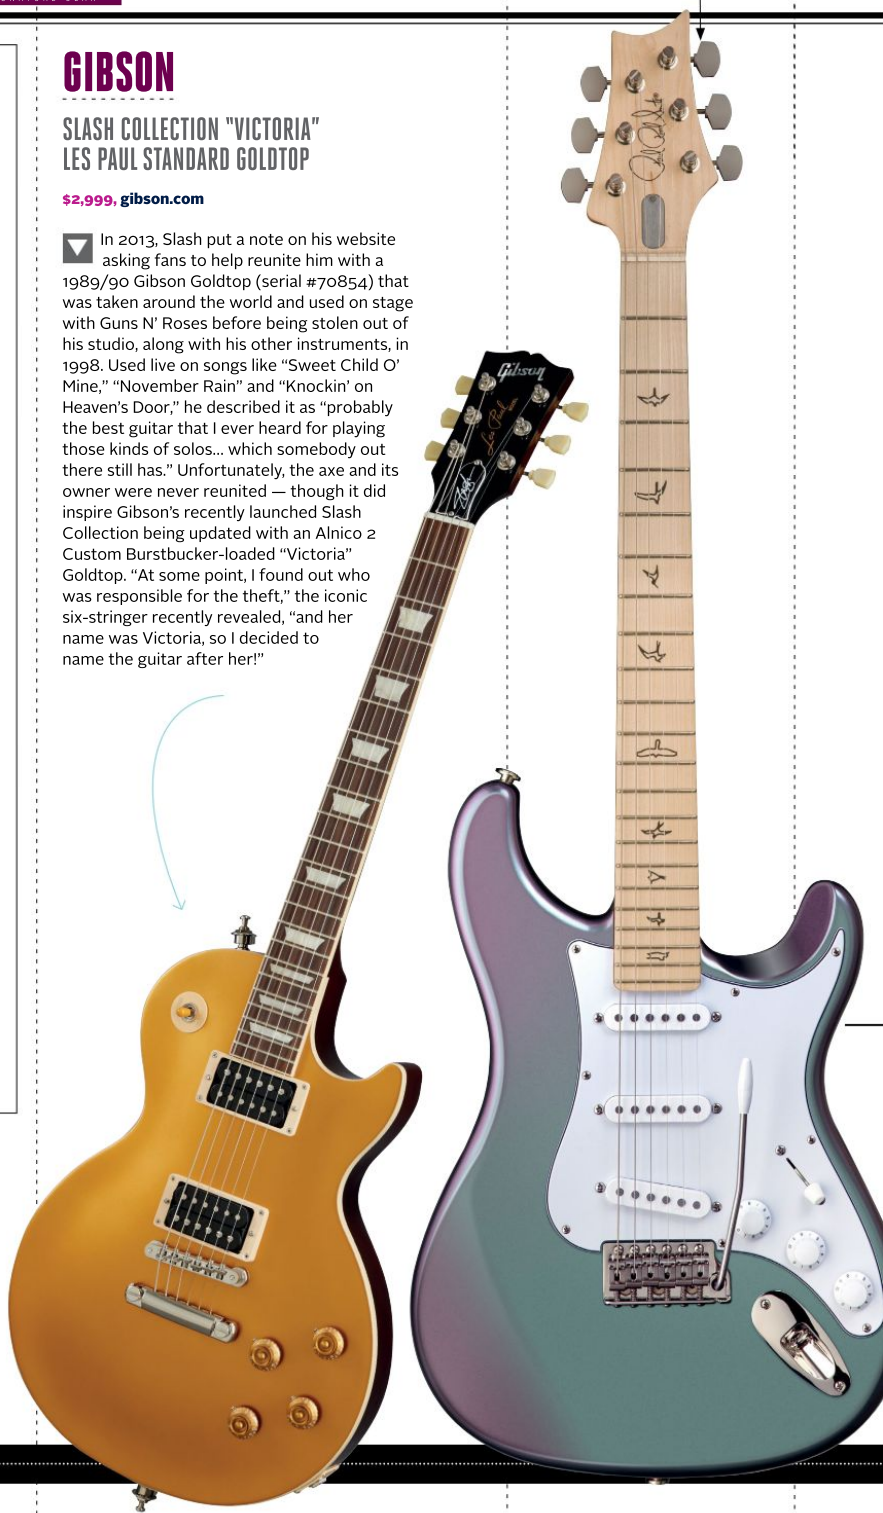 GIBSON
SLASH COLLECTION "VICTORIA"
LES PAUL STANDARD GOLDTOP
$2,999, gibson.com
In 2013, Slash put a note on his website
asking fans to help reunite him with a
1989/90 Gibson Goldtop (serial #70854) that
was taken around the world and used on stage
with Guns N’ Roses before being stolen out of
his studio, along with his other instruments, in
1998. Used live on songs like “Sweet Child O’
Mine,” “November Rain” and “Knockin’ on
Heaven’s Door,” he described it as “probably
the best guitar that I ever heard for playing
those kinds of solos... which somebody out
there still has.” Unfortunately, the axe and its
owner were never reunited — though it did
inspire Gibson’s recently launched Slash
Collection being updated with an Alnico 2
Custom Burstbucker-loaded “Victoria”
Goldtop. “At some point, I found out who
was responsible for the theft,” the iconic
six-stringer recently revealed, “and her
name was Victoria, so I decided to
name the guitar after her!”
Gibson
Les Paul
Slash